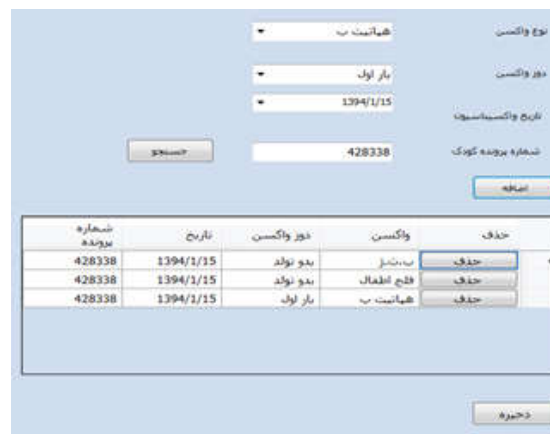 نوع واکسن هپاتیت ب
دوز واکسن بار اول
تاریخ واکسیناسیون 1394/1/15
شماره پرونده کودک 428338 جستجو
اضافه
حذف واکسن دوز واکسن تاریخ شماره پرونده
حذف ب.ث.ژ بدو تولد 1394/1/15 428338
حذف فلج اطفال بدو تولد 1394/1/15 428338
حذف هپاتیت ب بار اول 1394/1/15 428338
ذخیره